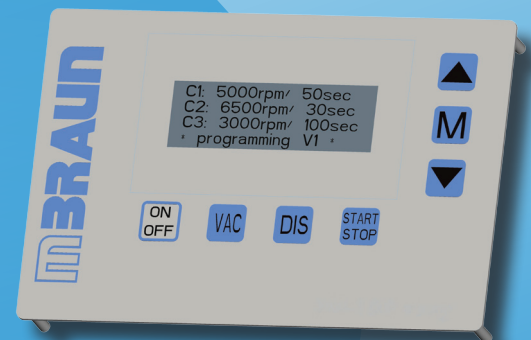 mBRAUN
C1: 5000rpm/ 50sec
C2: 6500rpm/ 30sec
C3: 3000rpm/ 100sec
* programming V1 *
M
ON
OFF
VAC
DIS
START
STOP